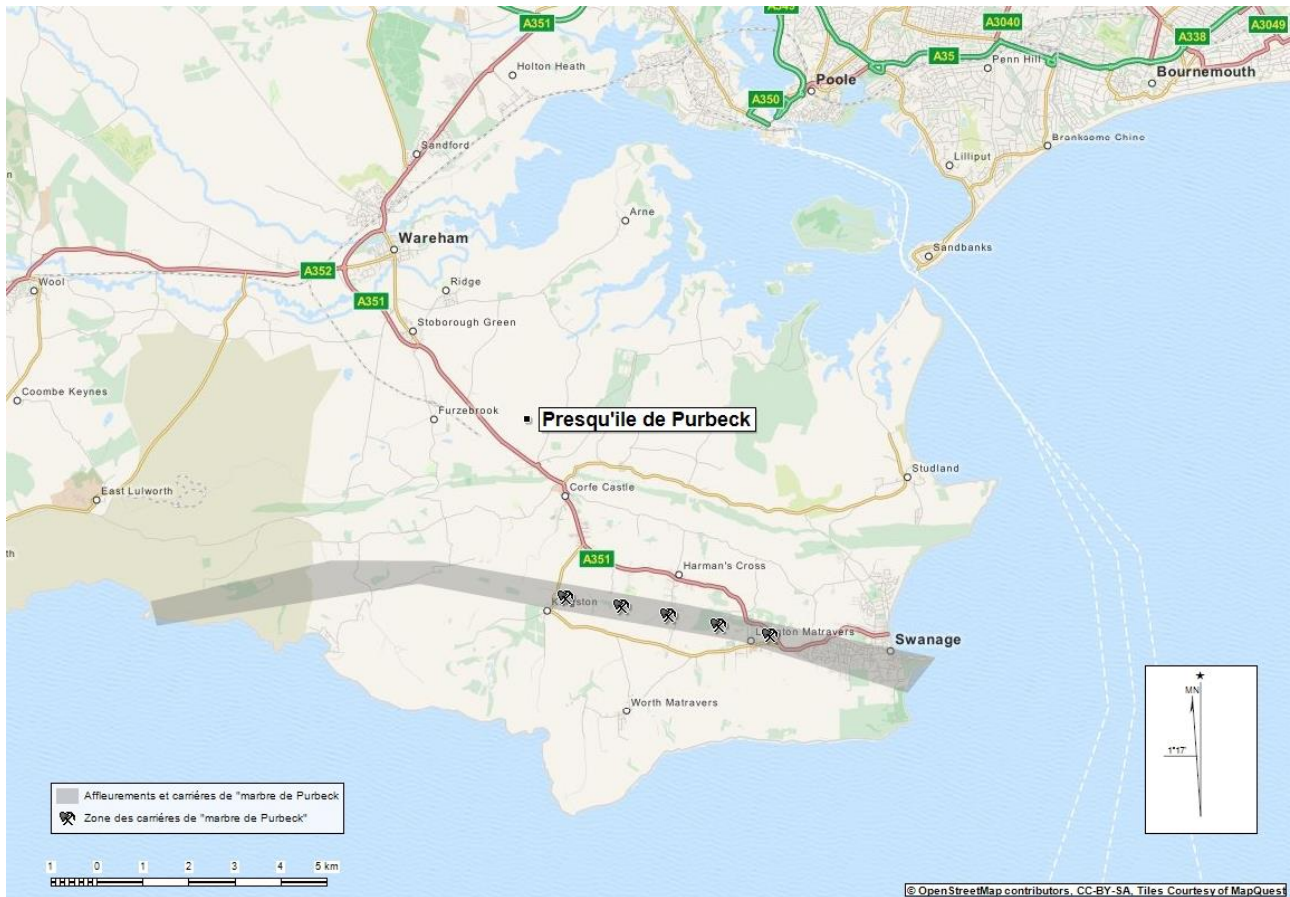 A351
A349
A3040
A338
A3049
Holton Heath
A35
Penn Hill
Bournemouth
Poole
A350
Branksome Chine
Sandford
Lilliput
Arne
Wareham
Sandbanks
A352
Wool
Ridge
A351
Stoborough Green
Coombe Keynes
Furzebrook
Presqu'ile de Purbeck
Studland
East Lulworth
Corfe Castle
A351
Harman's Cross
Swanage
Worth Matravers
MN
1°17'
Affleurements et carriéres de "marbre de Purbeck
Zone des carriéres de "marbre de Purbeck"
1 0 1 2 3 4 5 km
© OpenStreetMap contributors, CC-BY-SA, Tiles Courtesy of MapQuest